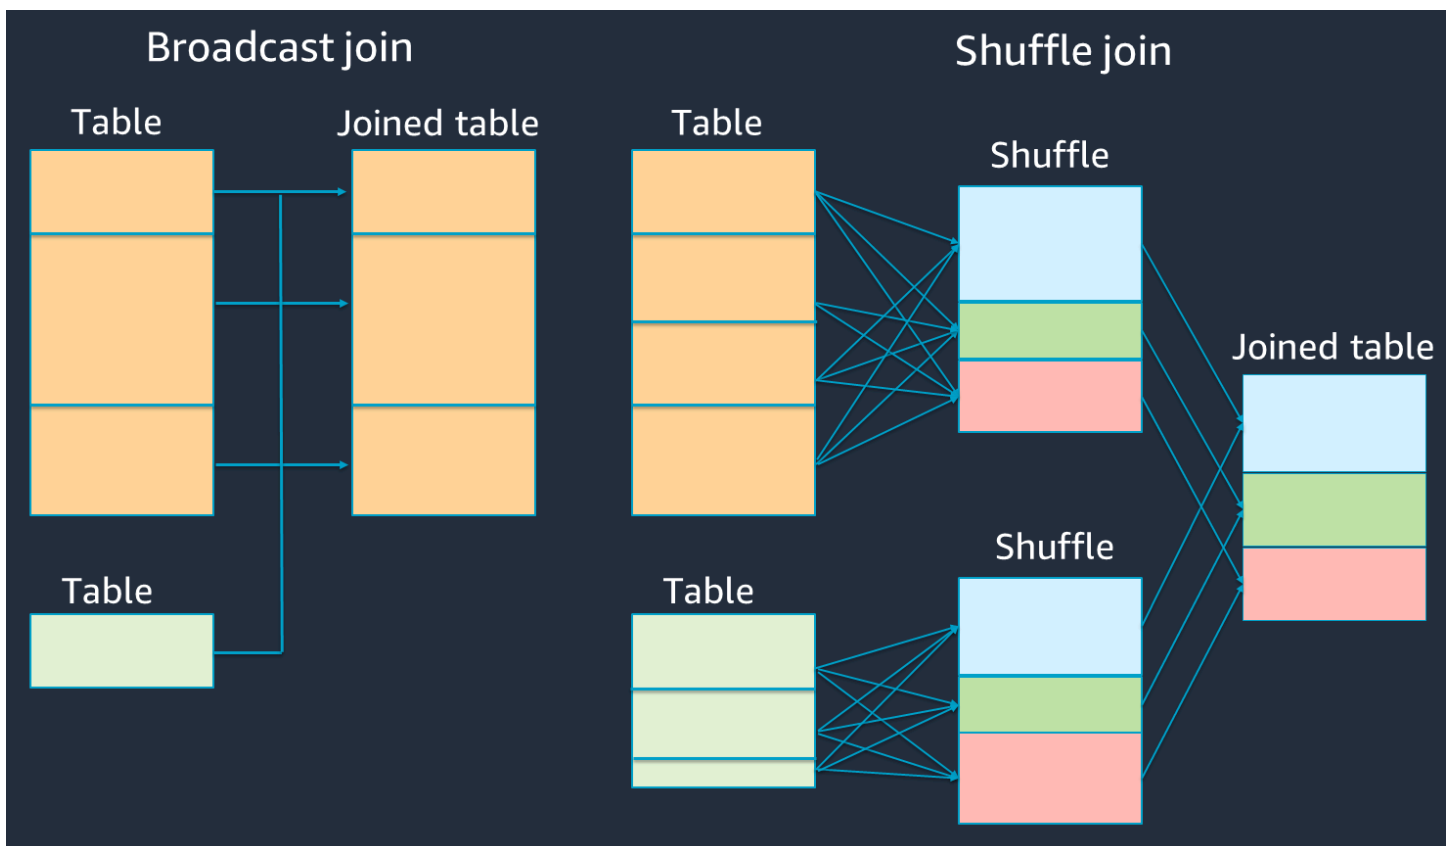 Broadcast join
Table
Joined table
Table
Shuffle join
Table
Shuffle
Joined table
Table
Shuffle